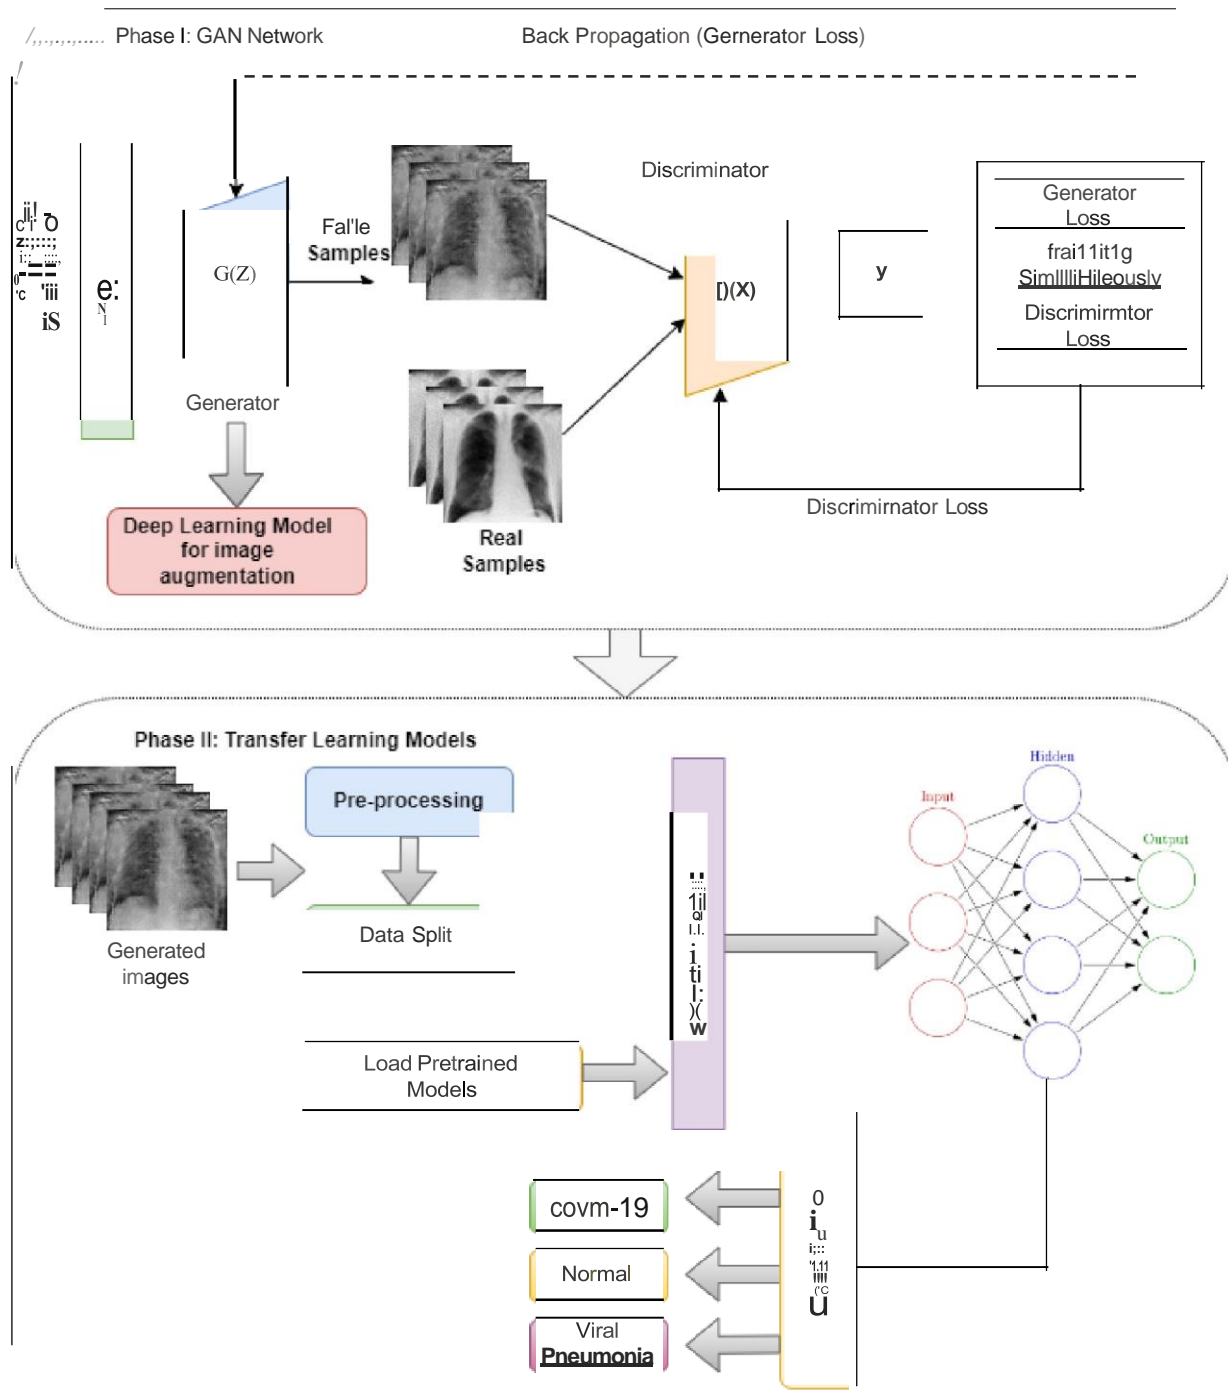 Phase I: GAN Network
Back Propagation (Gernerator Loss)
Discriminator
Generator
Loss
frai11it1g
SimlllliHileously
Discrimirmtor
Loss
Fal'le
Samples
G(Z)
[)(X)
y
Generator
Discrimirnator Loss
Deep Learning Model
for image
augmentation
Real
Samples
Phase II: Transfer Learning Models
Pre-processing
Data Split
Generated
images
Load Pretrained
Models
Input
Hidden
Output
covm-19
Normal
Viral
Pneumonia